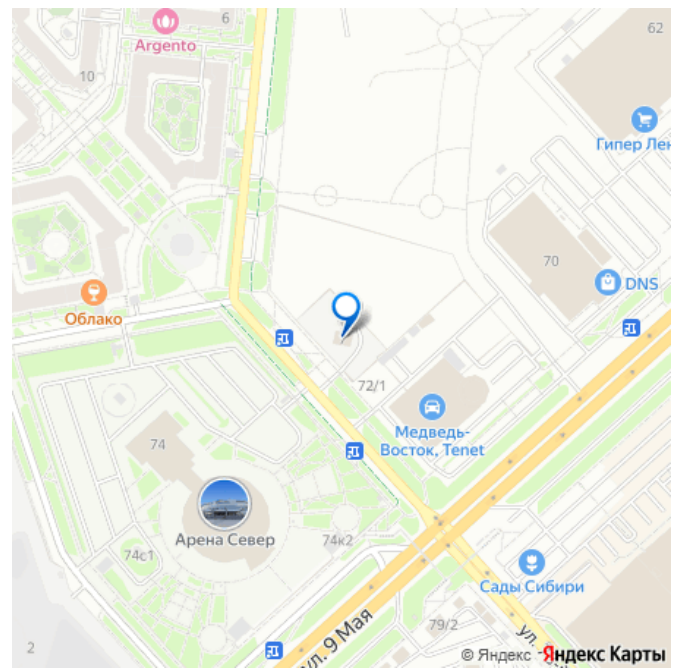 6
62
Argento
10
Гипер Лен
70
DNS
Облако
72/1
Медведь-
Восток, Tenet
74
Арена Север
74с1
74к2
Сады Сибири
ул. 9 Мая
79/2
ул.
2
© Яндекс Яндекс Карты